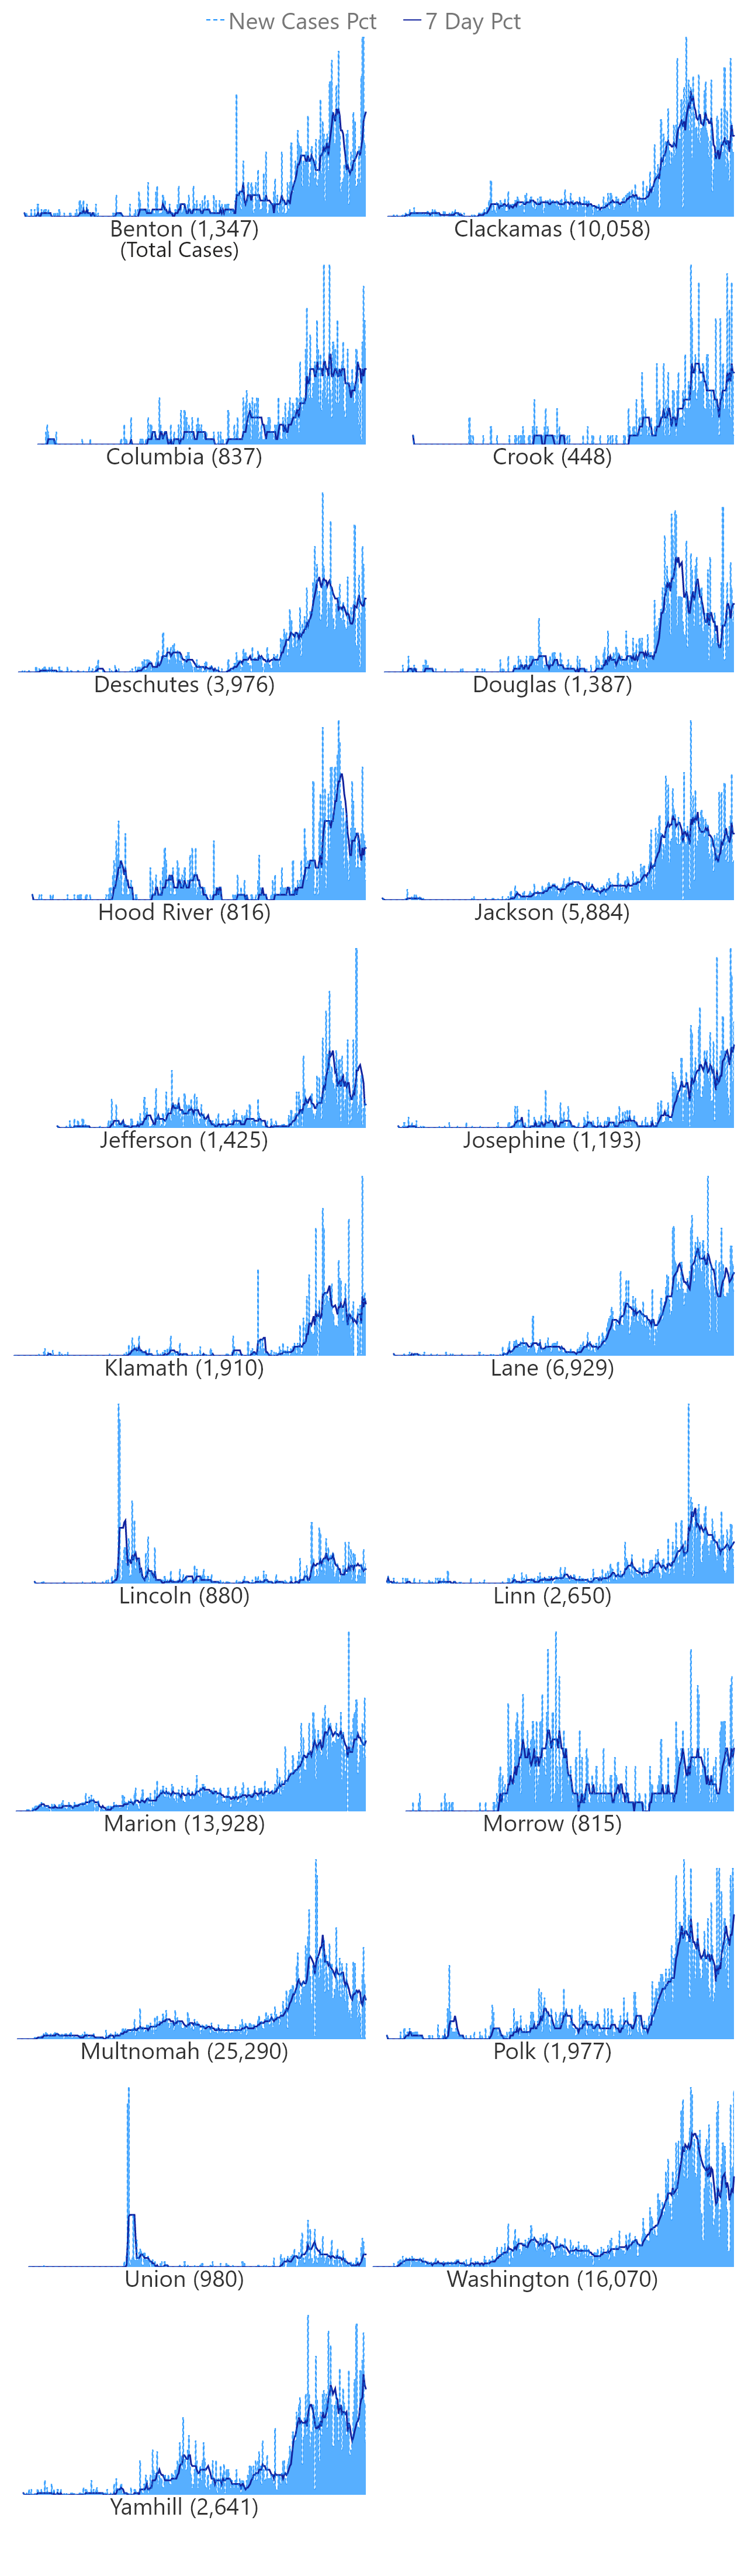 New Cases Pct 7 Day Pct
Benton (1,347) Clackamas (10,058)
(Total Cases)
Columbia (837) Crook (448)
Deschutes (3,976) Douglas (1,387)
Hood River (816) Jackson (5,884)
Jefferson (1,425) Josephine (1,193)
Klamath (1,910) Lane (6,929)
Lincoln (880) Linn (2,650)
Marion (13,928) Morrow (815)
Multnomah (25,290) Polk (1,977)
Union (980) Washington (16,070)
Yamhill (2,641)